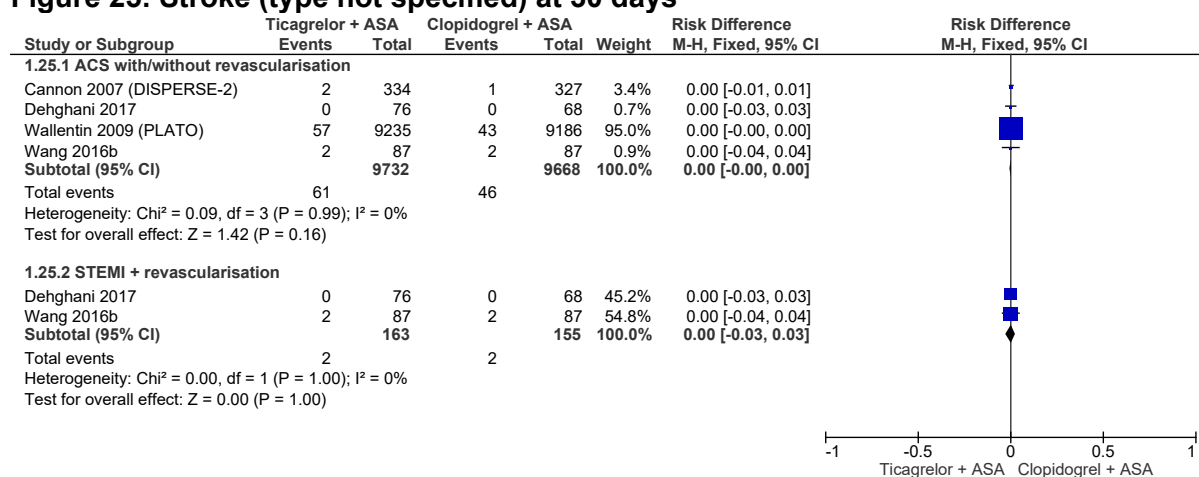 Figure 25: Stroke (type not specified) at 30 days
Ticagrelor + ASA Clopidogrel + ASA Risk Difference Risk Difference
Study or Subgroup Events Total Events Total Weight M-H, Fixed, 95% CI M-H, Fixed, 95% CI
1.25.1 ACS with/without revascularisation
Cannon 2007 (DISPERSE-2) 2 334 1 327 3.4% 0.00 [-0.01, 0.01]
Dehghani 2017 0 76 0 68 0.7% 0.00 [-0.03, 0.03]
Wallentin 2009 (PLATO) 57 9235 43 9186 95.0% 0.00 [-0.00, 0.00]
Wang 2016b 2 87 2 87 0.9% 0.00 [-0.04, 0.04]
Subtotal (95% CI) 9732 9668 100.0% 0.00 [-0.00, 0.00]
Total events 61 46
Heterogeneity: Chi² = 0.09, df = 3 (P = 0.99); I² = 0%
Test for overall effect: Z = 1.42 (P = 0.16)
1.25.2 STEMI + revascularisation
Dehghani 2017 0 76 0 68 45.2% 0.00 [-0.03, 0.03]
Wang 2016b 2 87 2 87 54.8% 0.00 [-0.04, 0.04]
Subtotal (95% CI) 163 155 100.0% 0.00 [-0.03, 0.03]
Total events 2 2
Heterogeneity: Chi² = 0.00, df = 1 (P = 1.00); I² = 0%
Test for overall effect: Z = 0.00 (P = 1.00)
-1 -0.5 0 0.5 1
Ticagrelor + ASA Clopidogrel + ASA